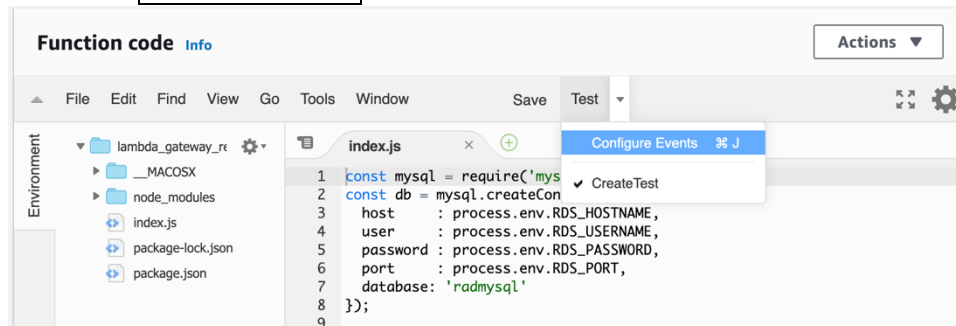 Function code Info
Actions
File Edit Find View Go Tools Window Save Test
Configure Events ⌘ J
CreateTest
Environment
lambda_gateway_re
__MACOSX
node_modules
index.js
package-lock.json
package.json
index.js
1 const mysql = require('mys
2 const db = mysql.createCon
3 host : process.env.RDS_HOSTNAME,
4 user : process.env.RDS_USERNAME,
5 password : process.env.RDS_PASSWORD,
6 port : process.env.RDS_PORT,
7 database: 'radmysql'
8 });
9